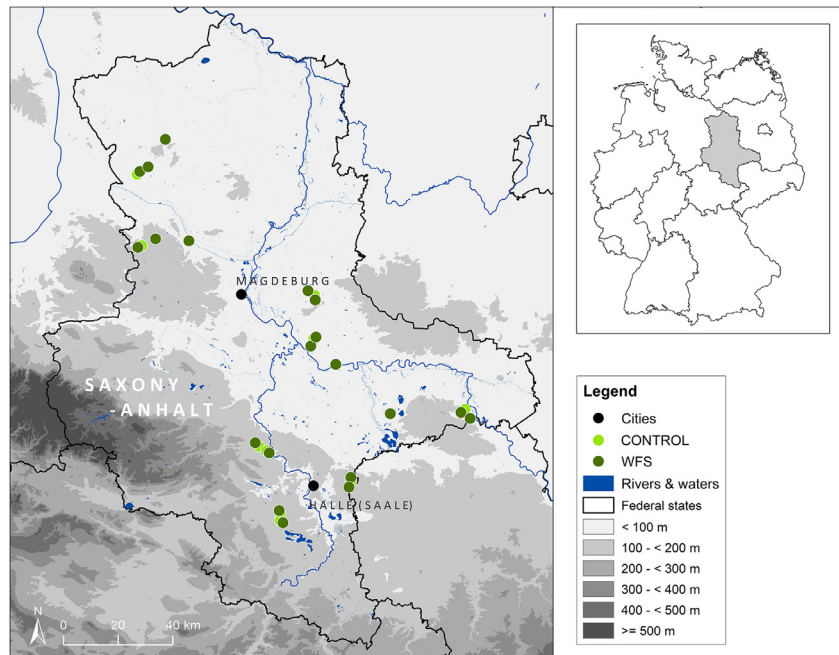 MAGDEBURG
SAXONY
-ANHALT
HALLE (SAALE)
N
0 20 40 km
Legend
Cities
CONTROL
WFS
Rivers & waters
Federal states
< 100 m
100 - < 200 m
200 - < 300 m
300 - < 400 m
400 - < 500 m
>= 500 m